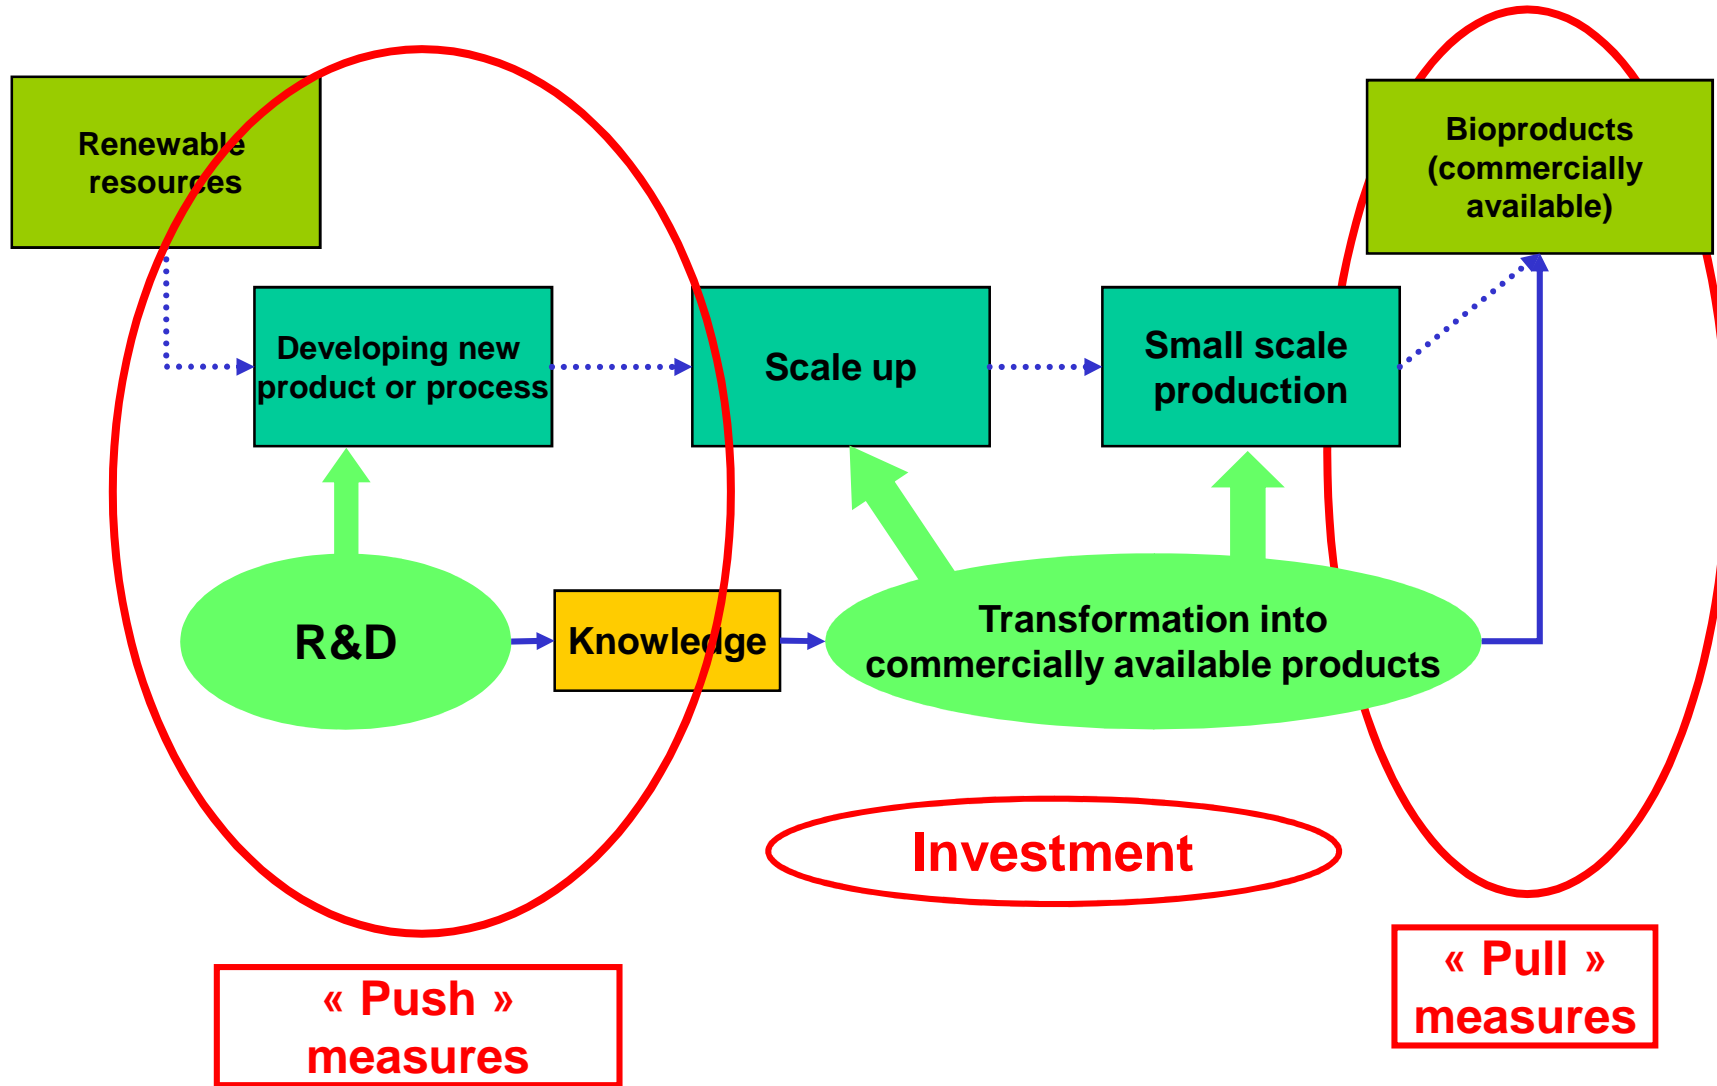 Renewable
resources
Bioproducts
(commercially
available)
Developing new
product or process
Scale up
Small scale
production
R&D
Knowledge
Transformation into
commercially available products
Investment
« Push »
measures
« Pull »
measures